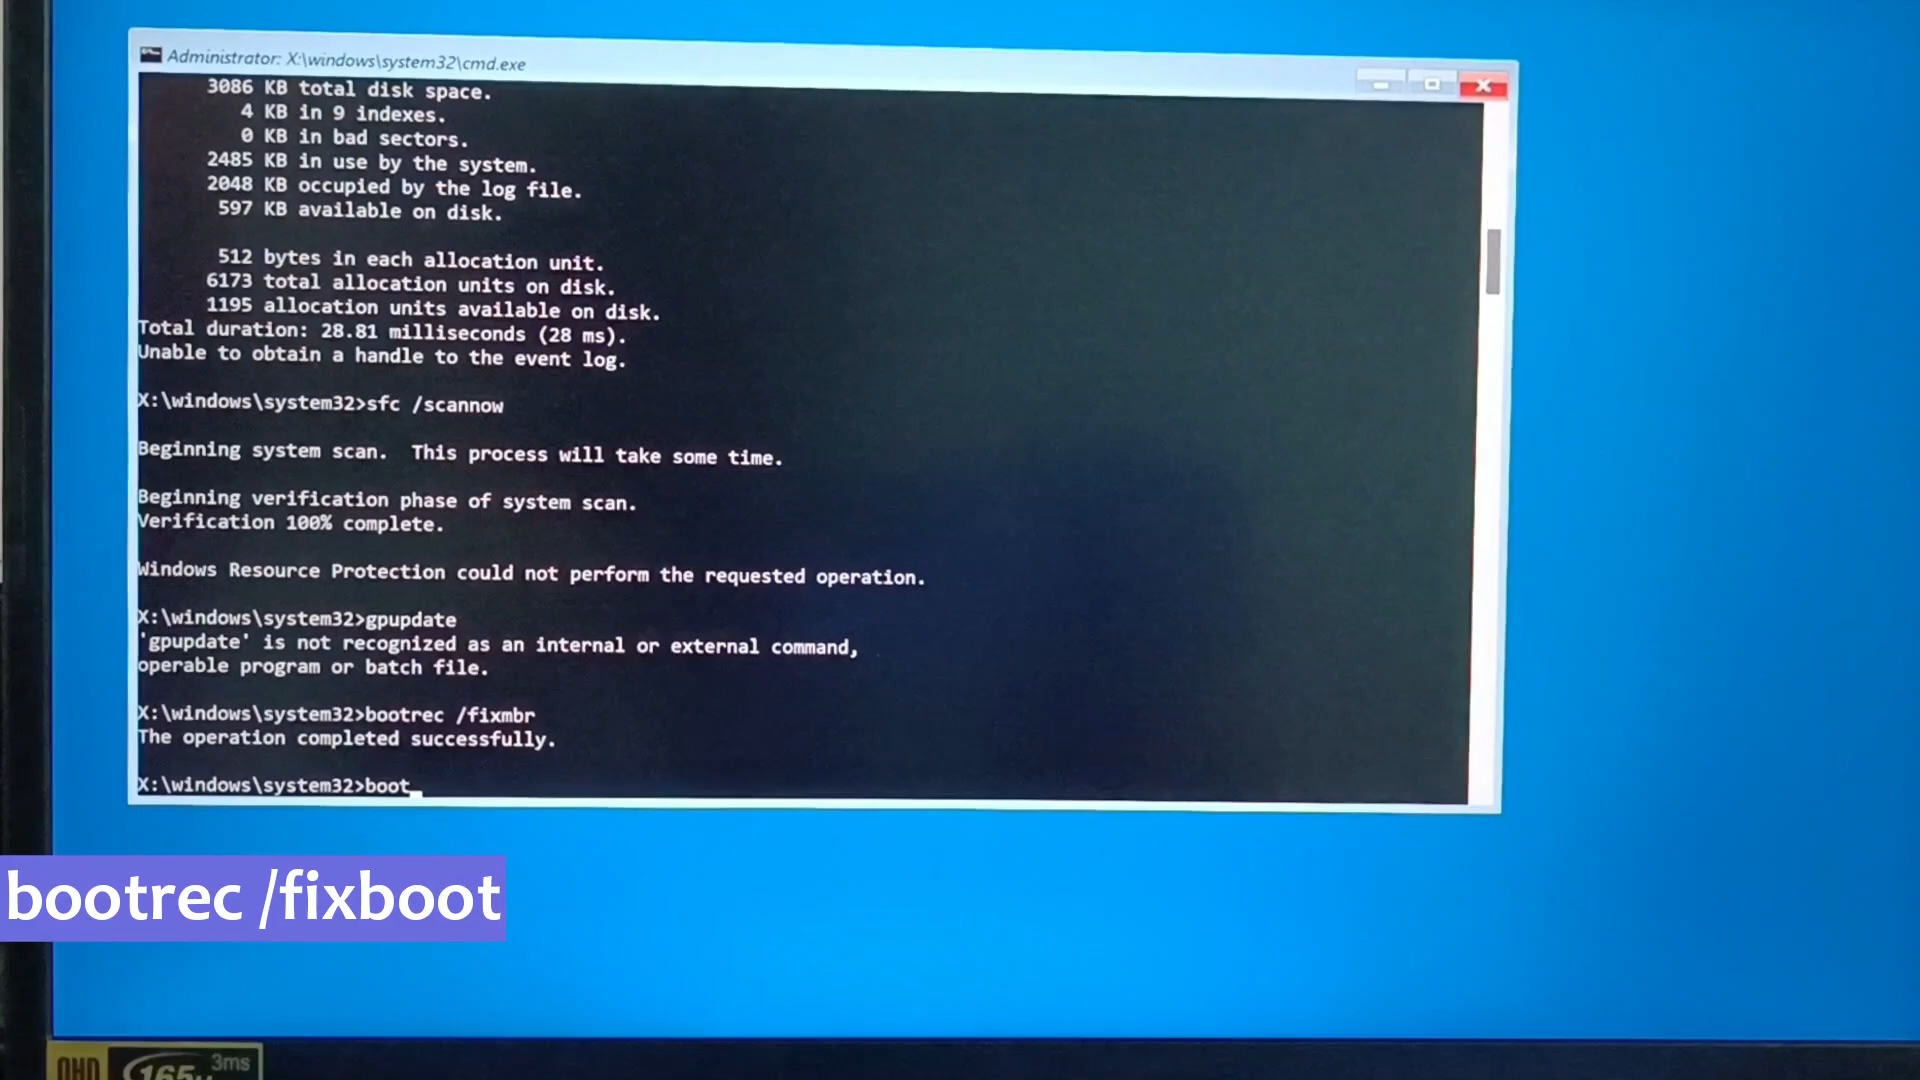 Administrator: X:\windows\system32\cmd.exe
3086 KB total disk space.
4 KB in 9 indexes.
0 KB in bad sectors.
2485 KB in use by the system.
2048 KB occupied by the log file.
597 KB available on disk.
512 bytes in each allocation unit.
6173 total allocation units on disk.
1195 allocation units available on disk.
Total duration: 28.81 milliseconds (28 ms).
Unable to obtain a handle to the event log.
X:\windows\system32>sfc /scannow
Beginning system scan.  This process will take some time.
Beginning verification phase of system scan.
Verification 100% complete.
Windows Resource Protection could not perform the requested operation.
X:\windows\system32>gpupdate
'gpupdate' is not recognized as an internal or external command,
operable program or batch file.
X:\windows\system32>bootrec /fixmbr
The operation completed successfully.
X:\windows\system32>boot
bootrec /fixboot
QHD
165
3ms